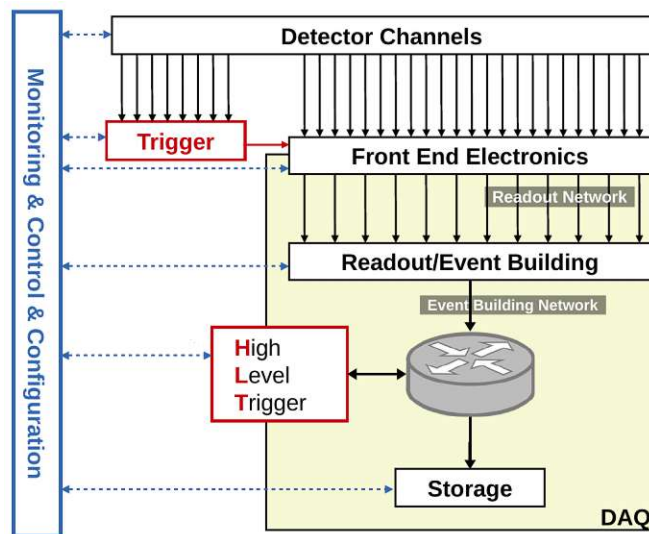 Detector Channels
Monitoring & Control & Configuration
Trigger
Front End Electronics
Readout Network
Readout/Event Building
Event Building Network
High
Level
Trigger
Storage
DAQ